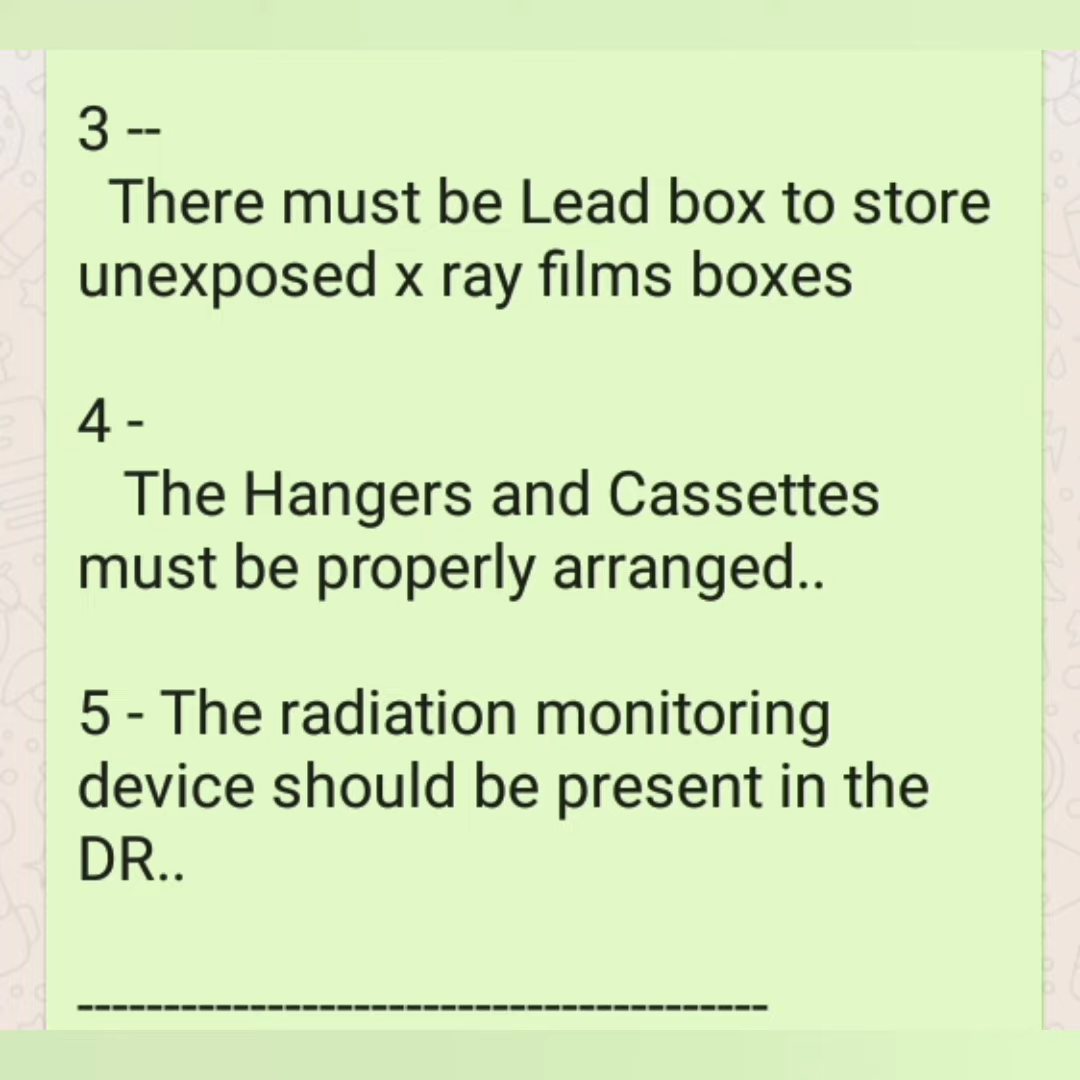 3 --
There must be Lead box to store
unexposed x ray films boxes
4 -
The Hangers and Cassettes
must be properly arranged..
5 - The radiation monitoring
device should be present in the
DR..
----------------------------------------